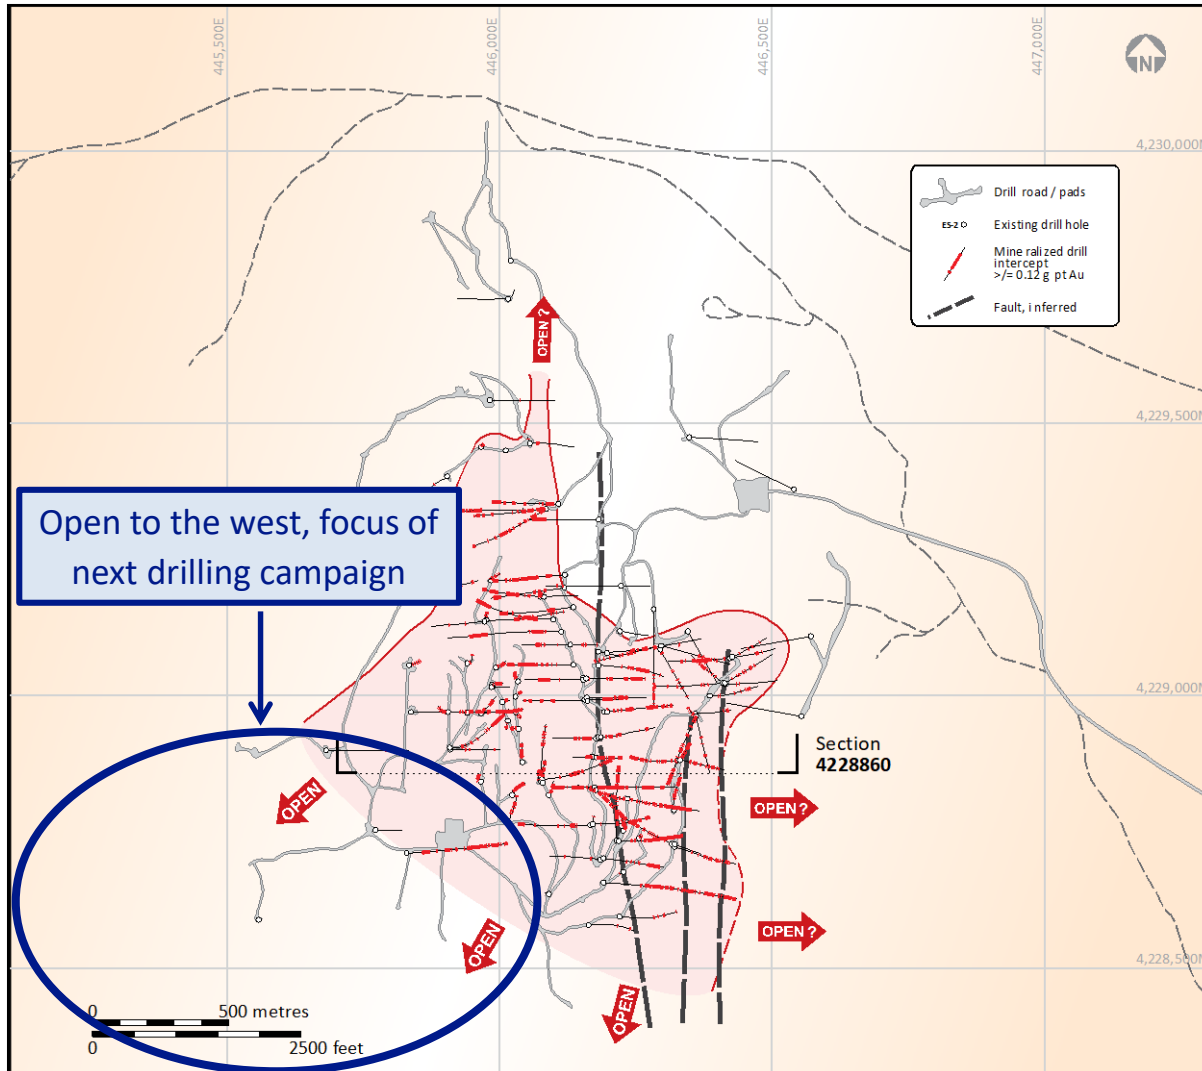 445,500E
446,000E
446,500E
447,000E
N
4,230,000N
Drill road / pads
ES-2
Existing drill hole
Mineralized drill
intercept
>/= 0.12 g pt Au
Fault, inferred
OPEN ?
4,229,500N
Open to the west, focus of
next drilling campaign
4,229,000N
Section
4228860
OPEN
OPEN ?
OPEN ?
OPEN
4,228,500N
OPEN
0
500 metres
0
2500 feet